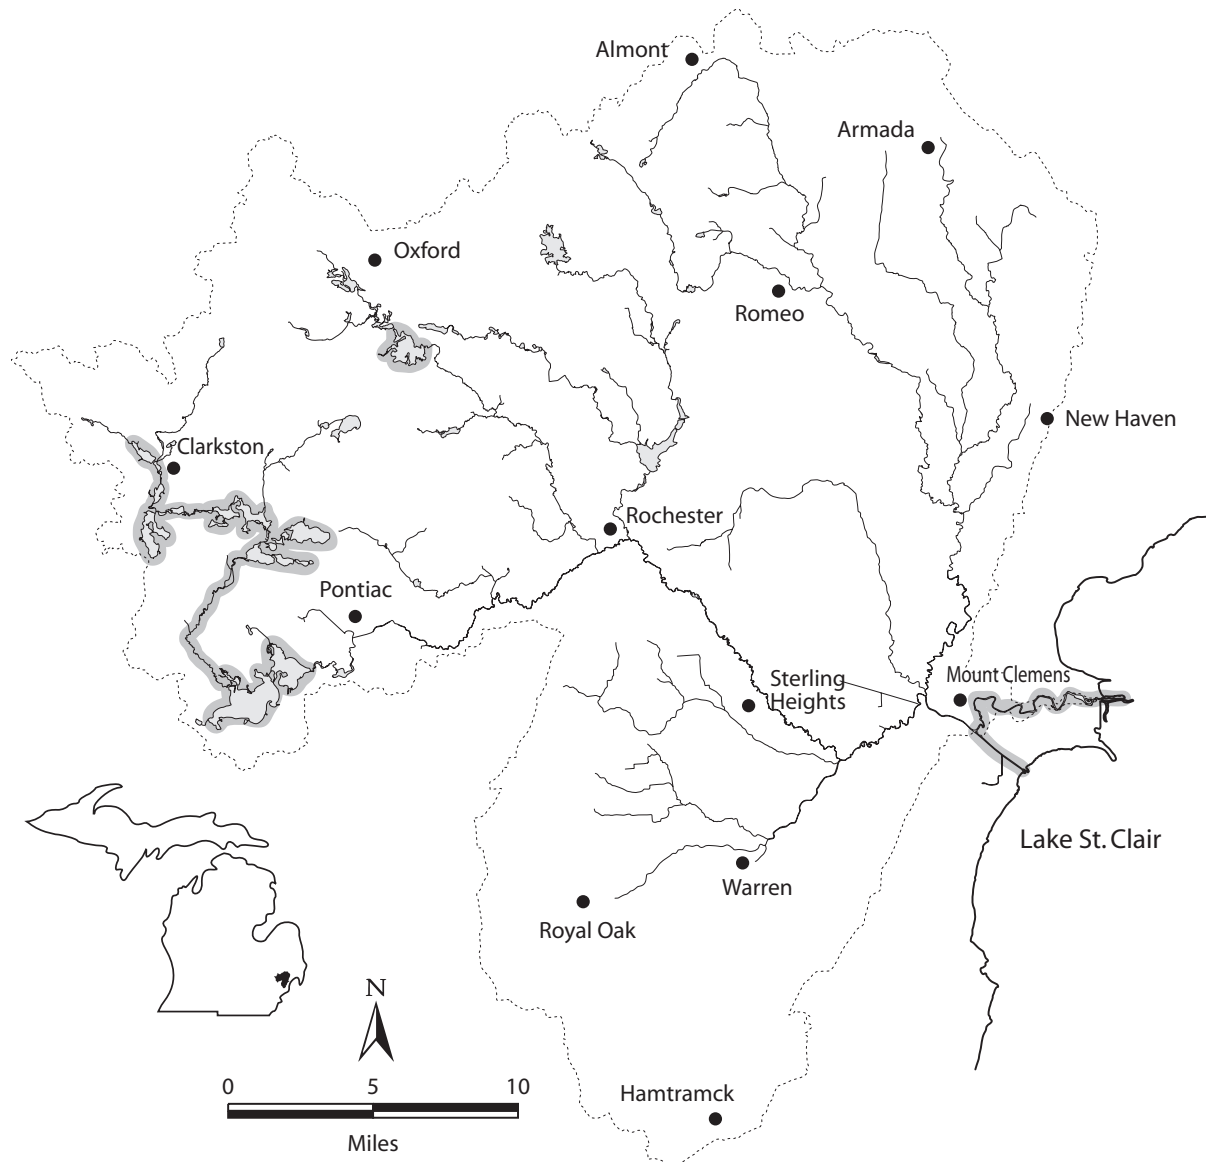 Almont
Armada
Oxford
Romeo
New Haven
Clarkston
Rochester
Pontiac
Mount Clemens
Sterling
Heights
Lake St. Clair
Warren
Royal Oak
N
0 5 10
Hamtramck
Miles